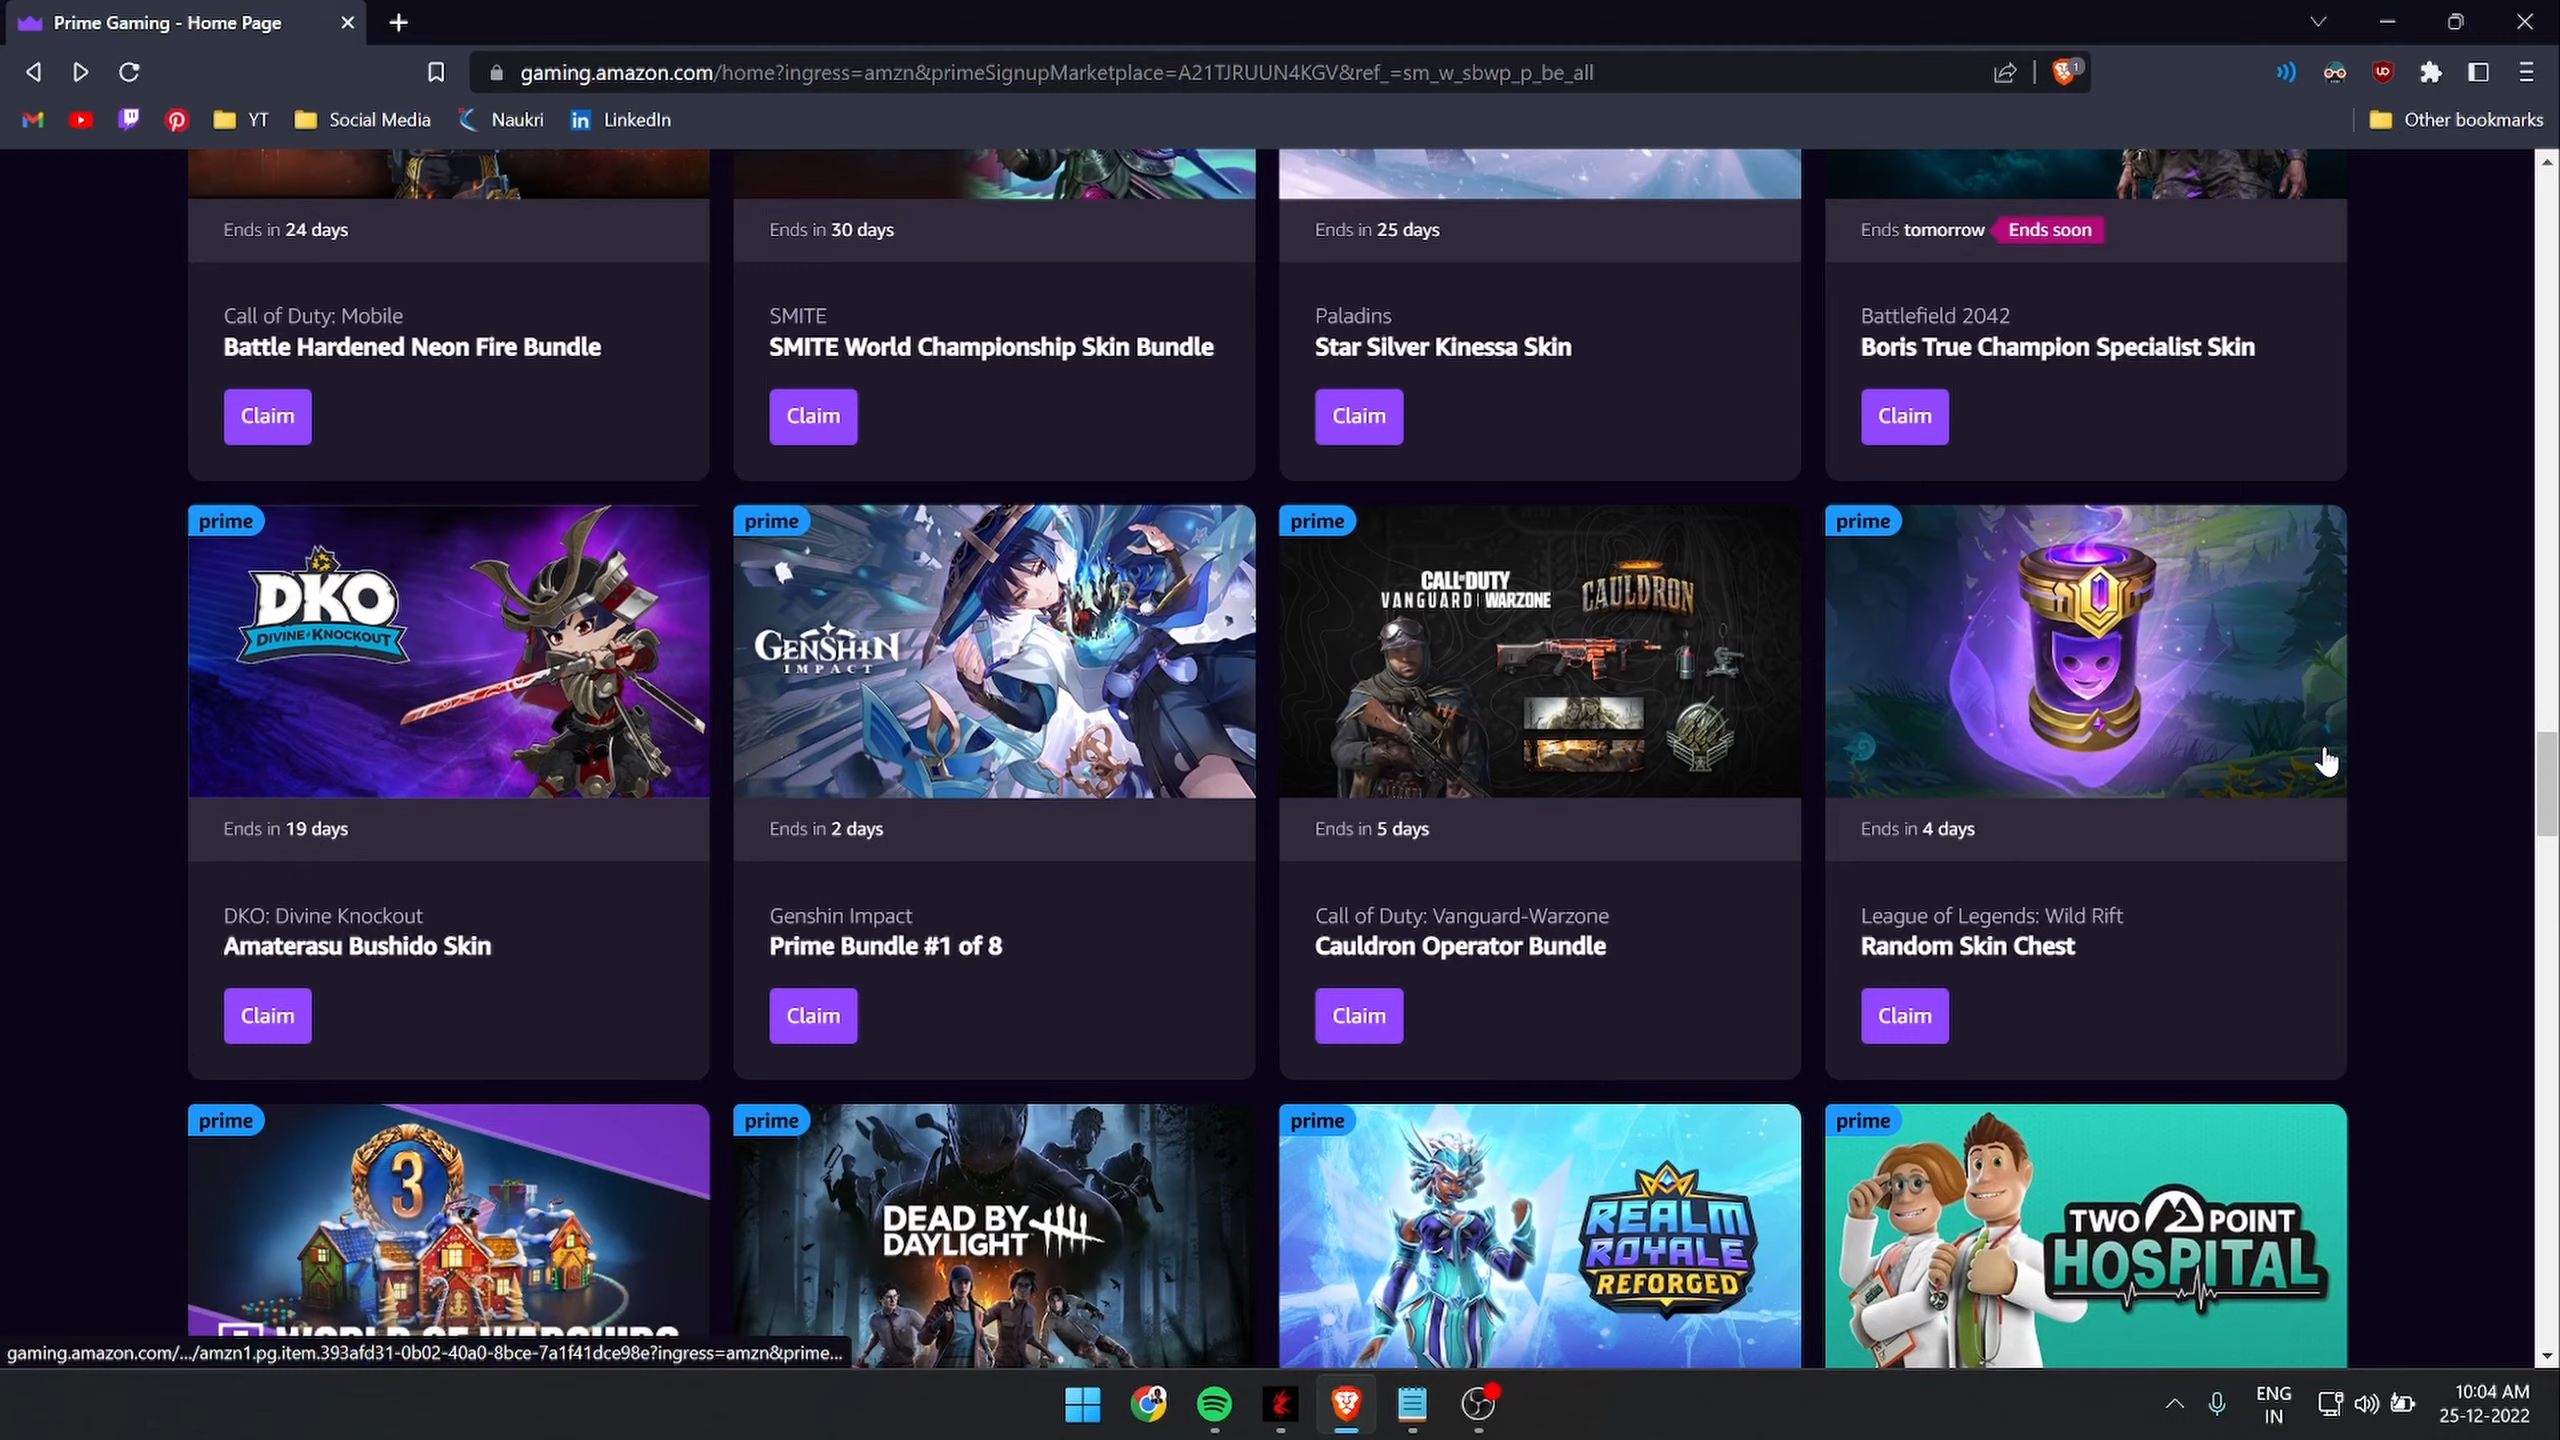 Prime Gaming - Home Page
gaming.amazon.com/home?ingress=amzn&primeSignupMarketplace=A21TJRUUN4KGV&ref_=sm_w_sbwp_p_be_all
1
YT
Social Media
Naukri
LinkedIn
Other bookmarks
Ends in 24 days
Ends in 30 days
Ends in 25 days
Ends tomorrow Ends soon
Call of Duty: Mobile
Battle Hardened Neon Fire Bundle
Claim
SMITE
SMITE World Championship Skin Bundle
Claim
Paladins
Star Silver Kinessa Skin
Claim
Battlefield 2042
Boris True Champion Specialist Skin
Claim
prime
DKO
DIVINE KNOCKOUT
Ends in 19 days
DKO: Divine Knockout
Amaterasu Bushido Skin
Claim
prime
GENSHIN
IMPACT
Ends in 2 days
Genshin Impact
Prime Bundle #1 of 8
Claim
prime
CALL OF DUTY
VANGUARD | WARZONE
CAULDRON
Ends in 5 days
Call of Duty: Vanguard-Warzone
Cauldron Operator Bundle
Claim
prime
Ends in 4 days
League of Legends: Wild Rift
Random Skin Chest
Claim
prime
3
WORLD OF WARSHIPS
prime
DEAD BY
DAYLIGHT
prime
REALM
ROYALE
REFORGED
prime
TWO POINT
HOSPITAL
gaming.amazon.com/.../amzn1.pg.item.393afd31-0b02-40a0-8bce-7a1f41dce98e?ingress=amzn&prime...
ENG
IN
10:04 AM
25-12-2022